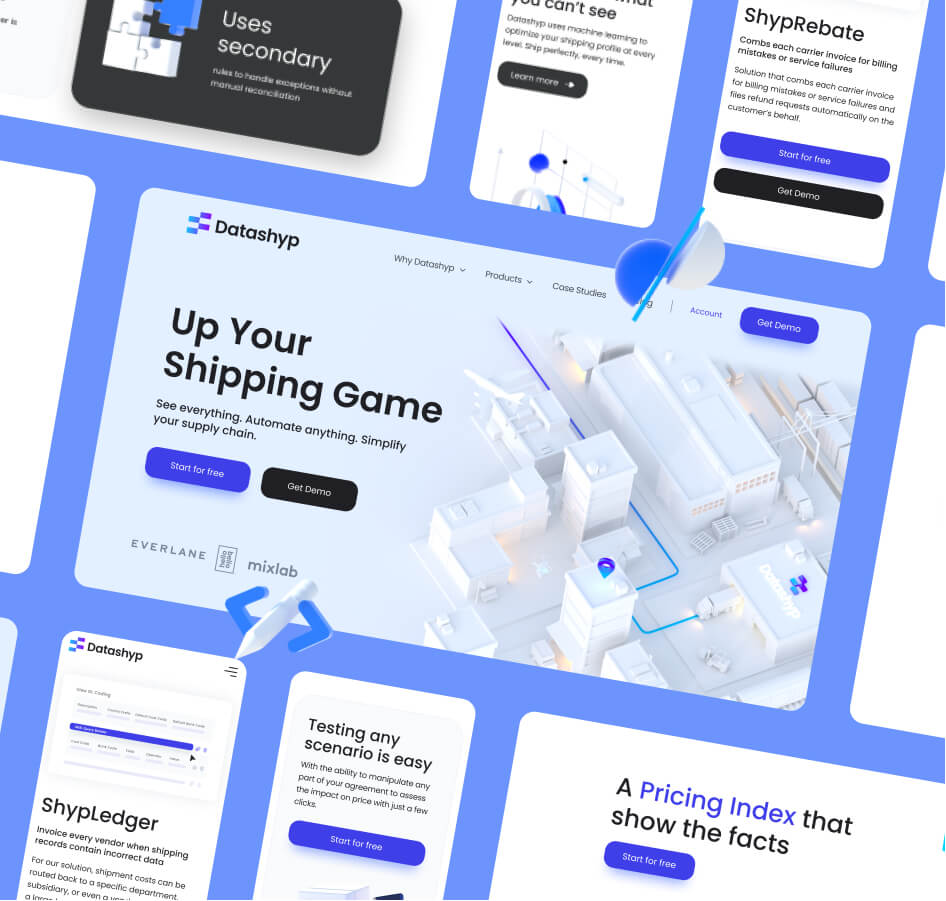 er is
Uses
secondary
rules to handle exceptions without
manual reconciliation
what
you can't see
Datashyp uses machine learning to
optimize your shipping profile at every
level. Ship perfectly, every time.
Learn more
ShypRebate
Combs each carrier invoice for billing
mistakes or service failures
Solution that combs each carrier invoice
for billing mistakes or service failures and
files refund requests automatically on the
customer's behalf.
Start for free
Get Demo
Datashyp
Why Datashyp
Products
Case Studies
Account
Get Demo
Up Your
Shipping Game
See everything. Automate anything. Simplify
your supply chain.
Start for free
Get Demo
EVERLANE
hello
bello
mixlab
Datashyp
Datashyp
ShypLedger
Invoice every vendor when shipping
records contain incorrect data
For our solution, shipment costs can be
routed back to a specific department,
subsidiary, or even a
Testing any
scenario is easy
With the ability to manipulate any
part of your agreement to assess
the impact on price with just a few
clicks.
Start for free
A Pricing Index that
show the facts
Start for free